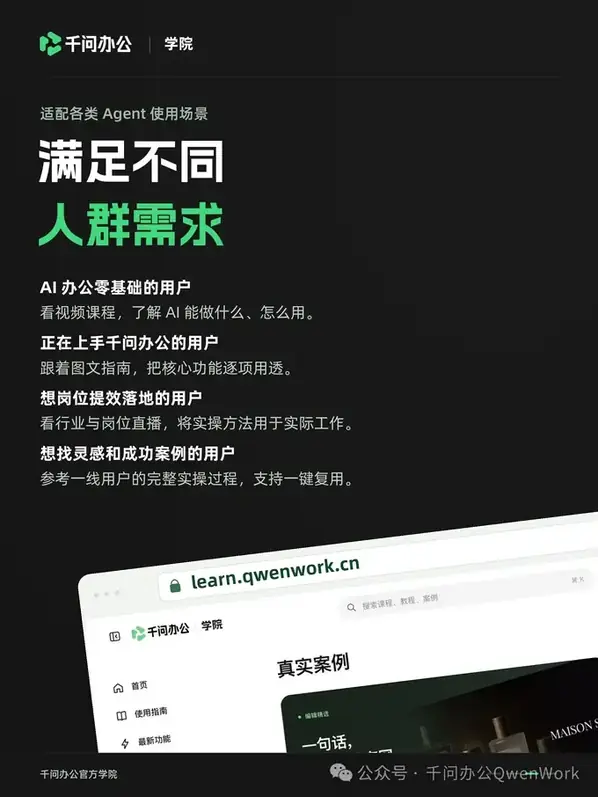 千问办公 | 学院
适配各类 Agent 使用场景
满足不同
人群需求
AI 办公零基础的用户
看视频课程，了解 AI 能做什么、怎么用。
正在上手千问办公的用户
跟着图文指南，把核心功能逐项用透。
想岗位提效落地的用户
看行业与岗位直播，将实操方法用于实际工作。
想找灵感和成功案例的用户
参考一线用户的完整实操过程，支持一键复用。
learn.qwenwork.cn
千问办公 学院
搜索课程、教程、案例
⌘ K
首页
使用指南
最新功能
真实案例
编辑精选
一句话，
MAISON S
千问办公官方学院
公众号 · 千问办公QwenWork